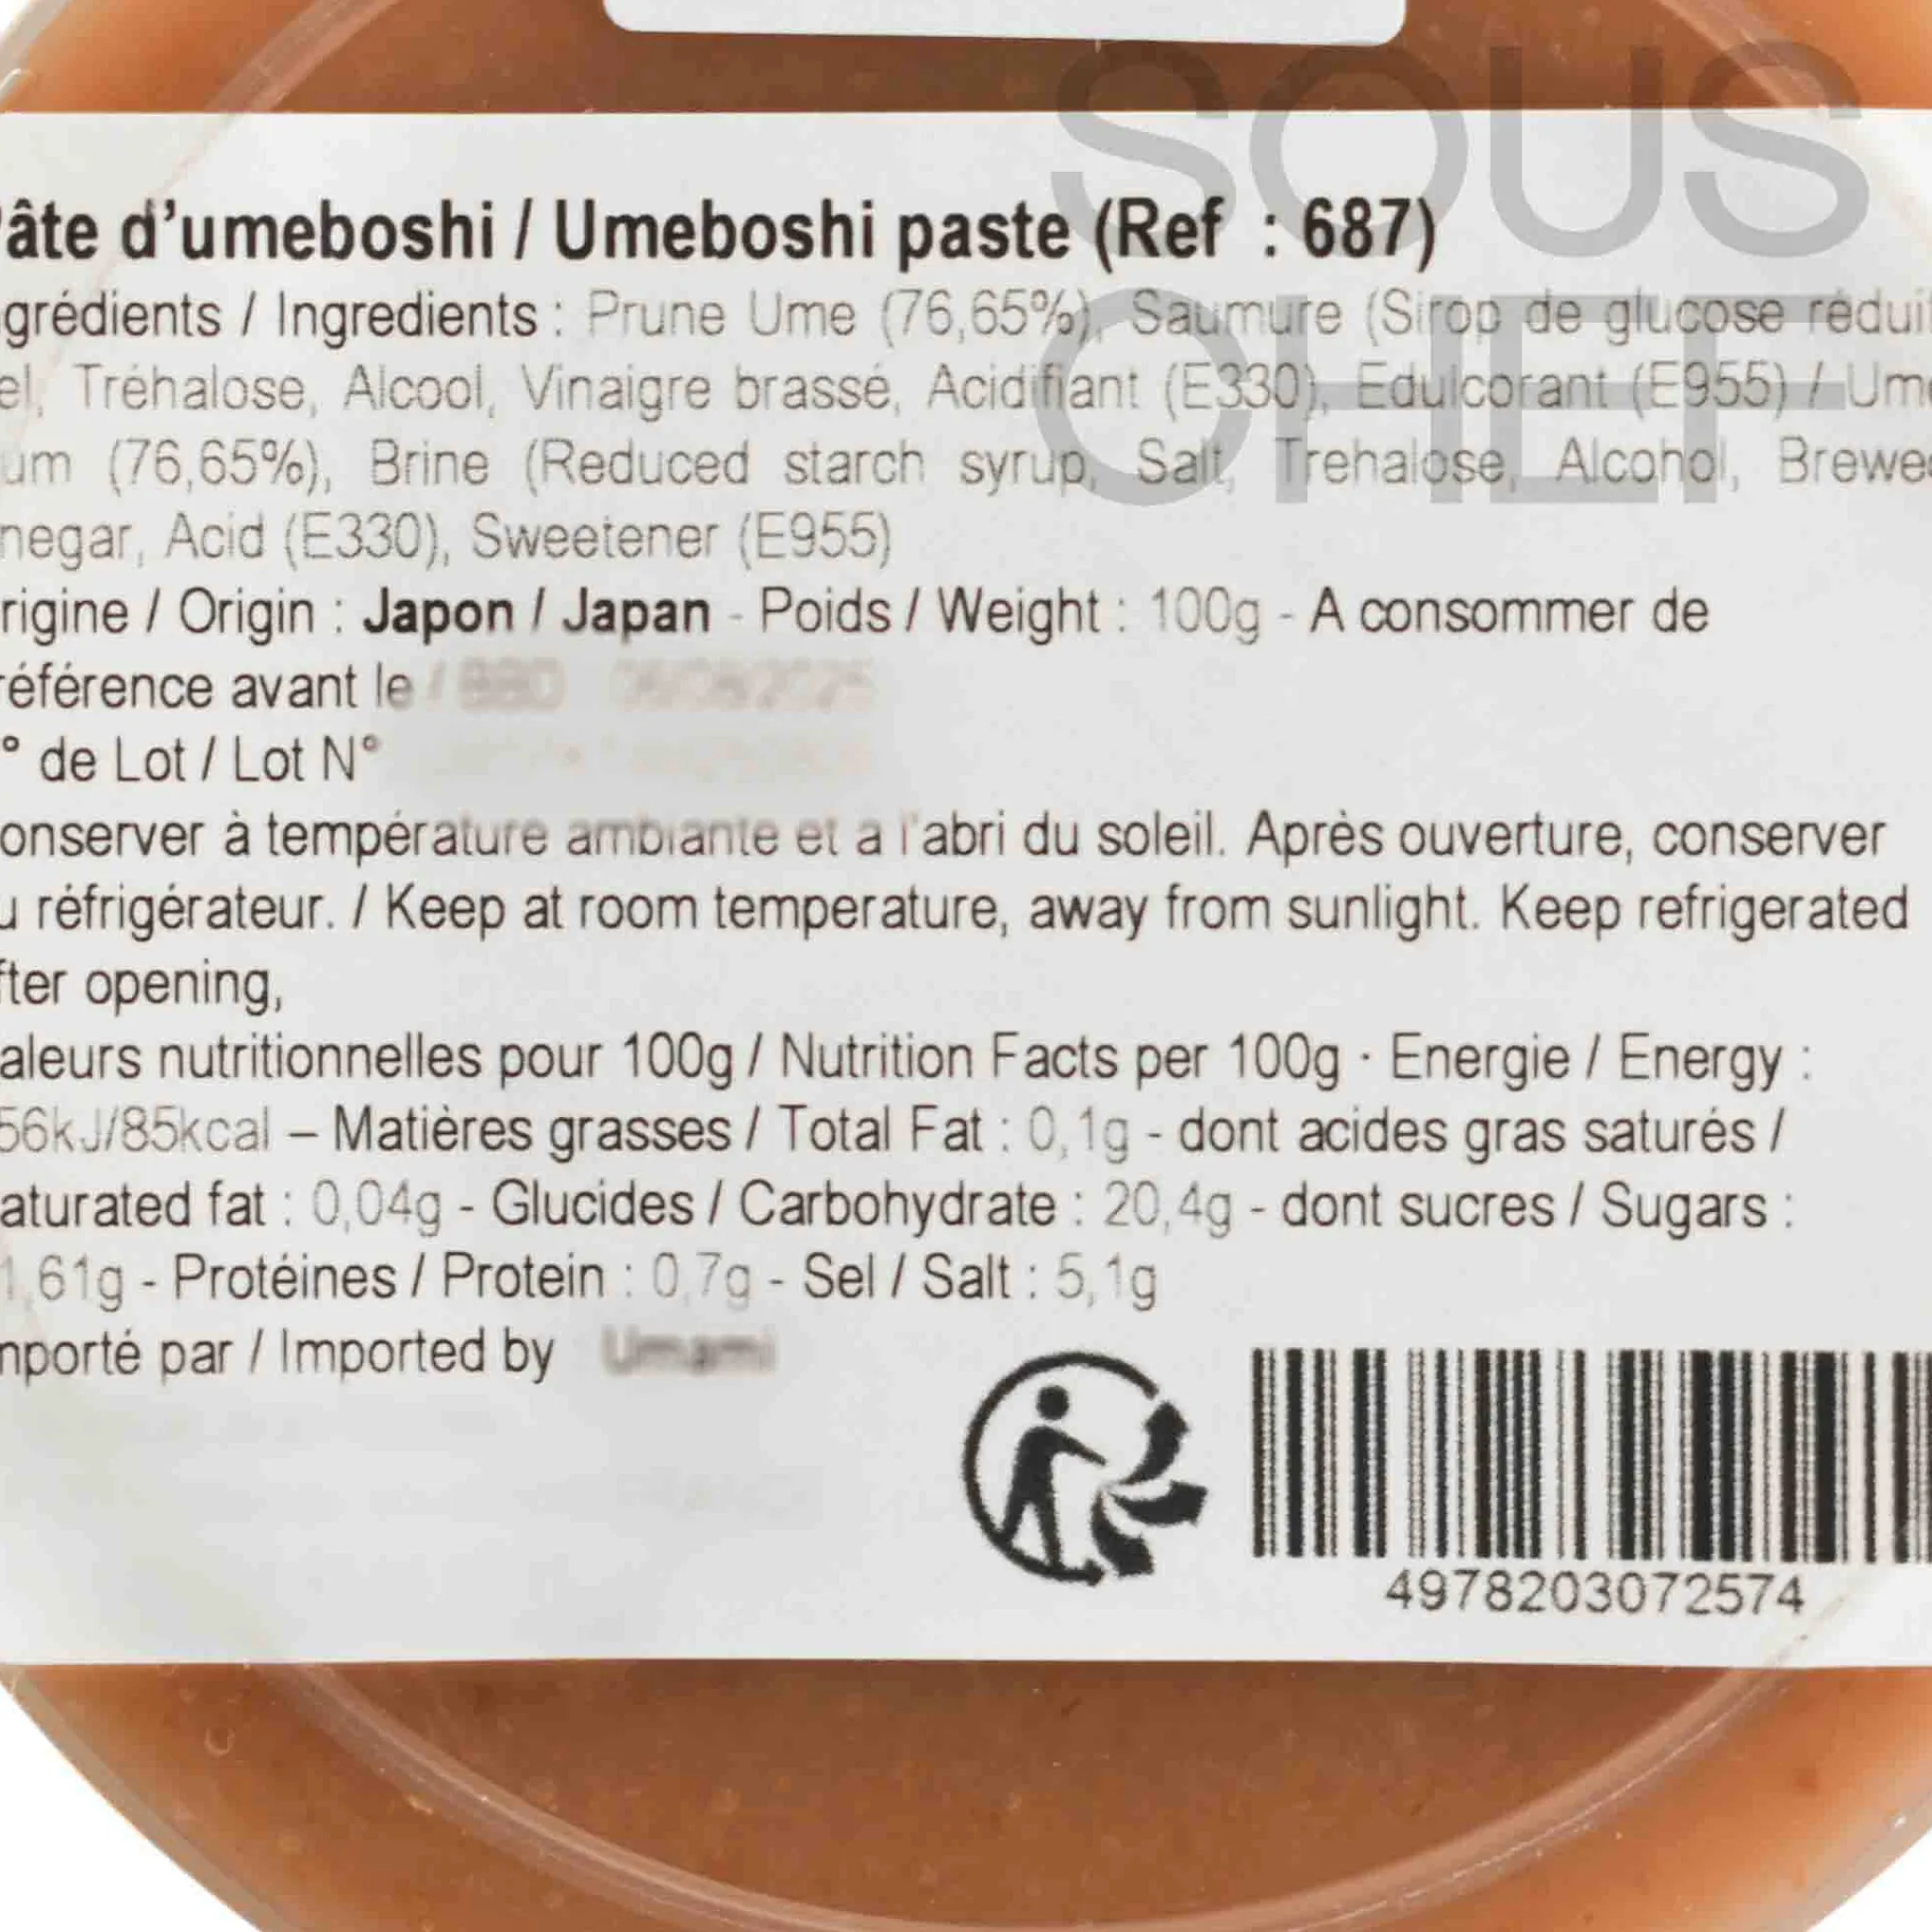 SOUS
CHEF
âte d'umeboshi / Umeboshi paste (Ref : 687)
grédients / Ingredients : Prune Ume (76,65%), Saumure (Sirop de glucose réduit
el, Tréhalose, Alcool, Vinaigre brassé, Acidifiant (E330), Edulcorant (E955) / Ume
um (76,65%), Brine (Reduced starch syrup, Salt, Trehalose, Alcohol, Brewed
negar, Acid (E330), Sweetener (E955)
rigine / Origin : Japon / Japan - Poids / Weight : 100g - A consommer de
référence avant le / BBD
° de Lot / Lot N°
onserver à température ambiante et a l'abri du soleil. Après ouverture, conserver
u réfrigérateur. / Keep at room temperature, away from sunlight. Keep refrigerated
fter opening,
aleurs nutritionnelles pour 100g / Nutrition Facts per 100g · Energie / Energy :
56kJ/85kcal – Matières grasses / Total Fat : 0,1g - dont acides gras saturés /
aturated fat : 0,04g - Glucides / Carbohydrate : 20,4g - dont sucres / Sugars :
1,61g - Protéines / Protein : 0,7g - Sel / Salt : 5,1g
mporté par / Imported by Umami
4978203072574